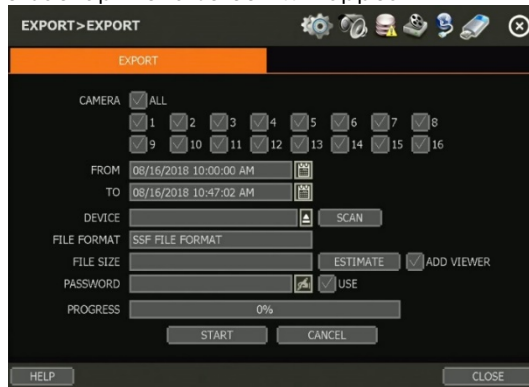 EXPORT>EXPORT
EXPORT
CAMERA ALL
1 2 3 4 5 6 7 8
9 10 11 12 13 14 15 16
FROM 08/16/2018 10:00:00 AM
TO 08/16/2018 10:47:02 AM
DEVICE SCAN
FILE FORMAT SSF FILE FORMAT
FILE SIZE ESTIMATE ADD VIEWER
PASSWORD USE
PROGRESS 0%
START CANCEL
HELP CLOSE